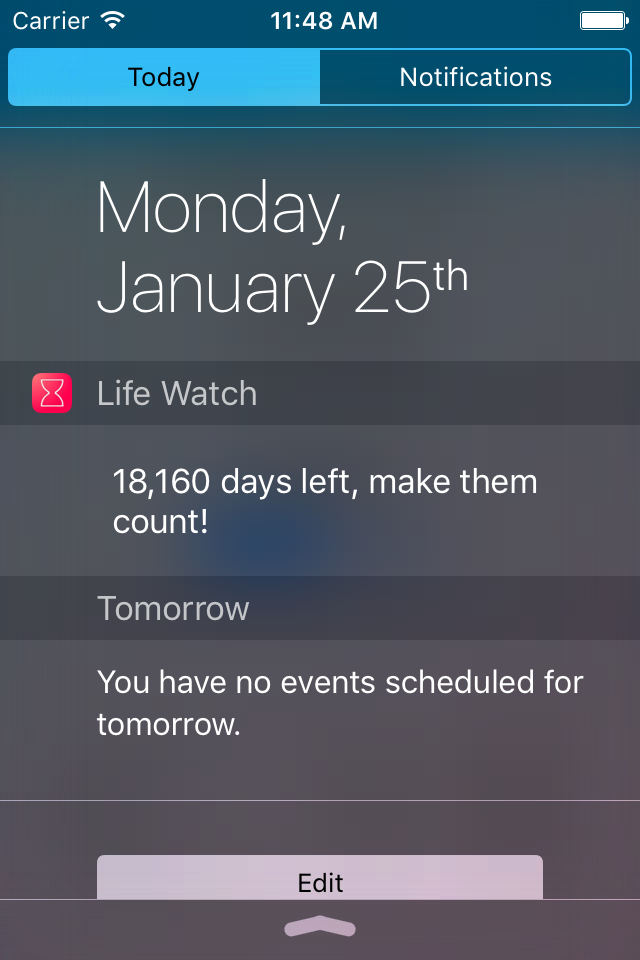 Carrier 11:48 AM
Today Notifications
Monday,
January 25th
Life Watch
18,160 days left, make them
count!
Tomorrow
You have no events scheduled for
tomorrow.
Edit